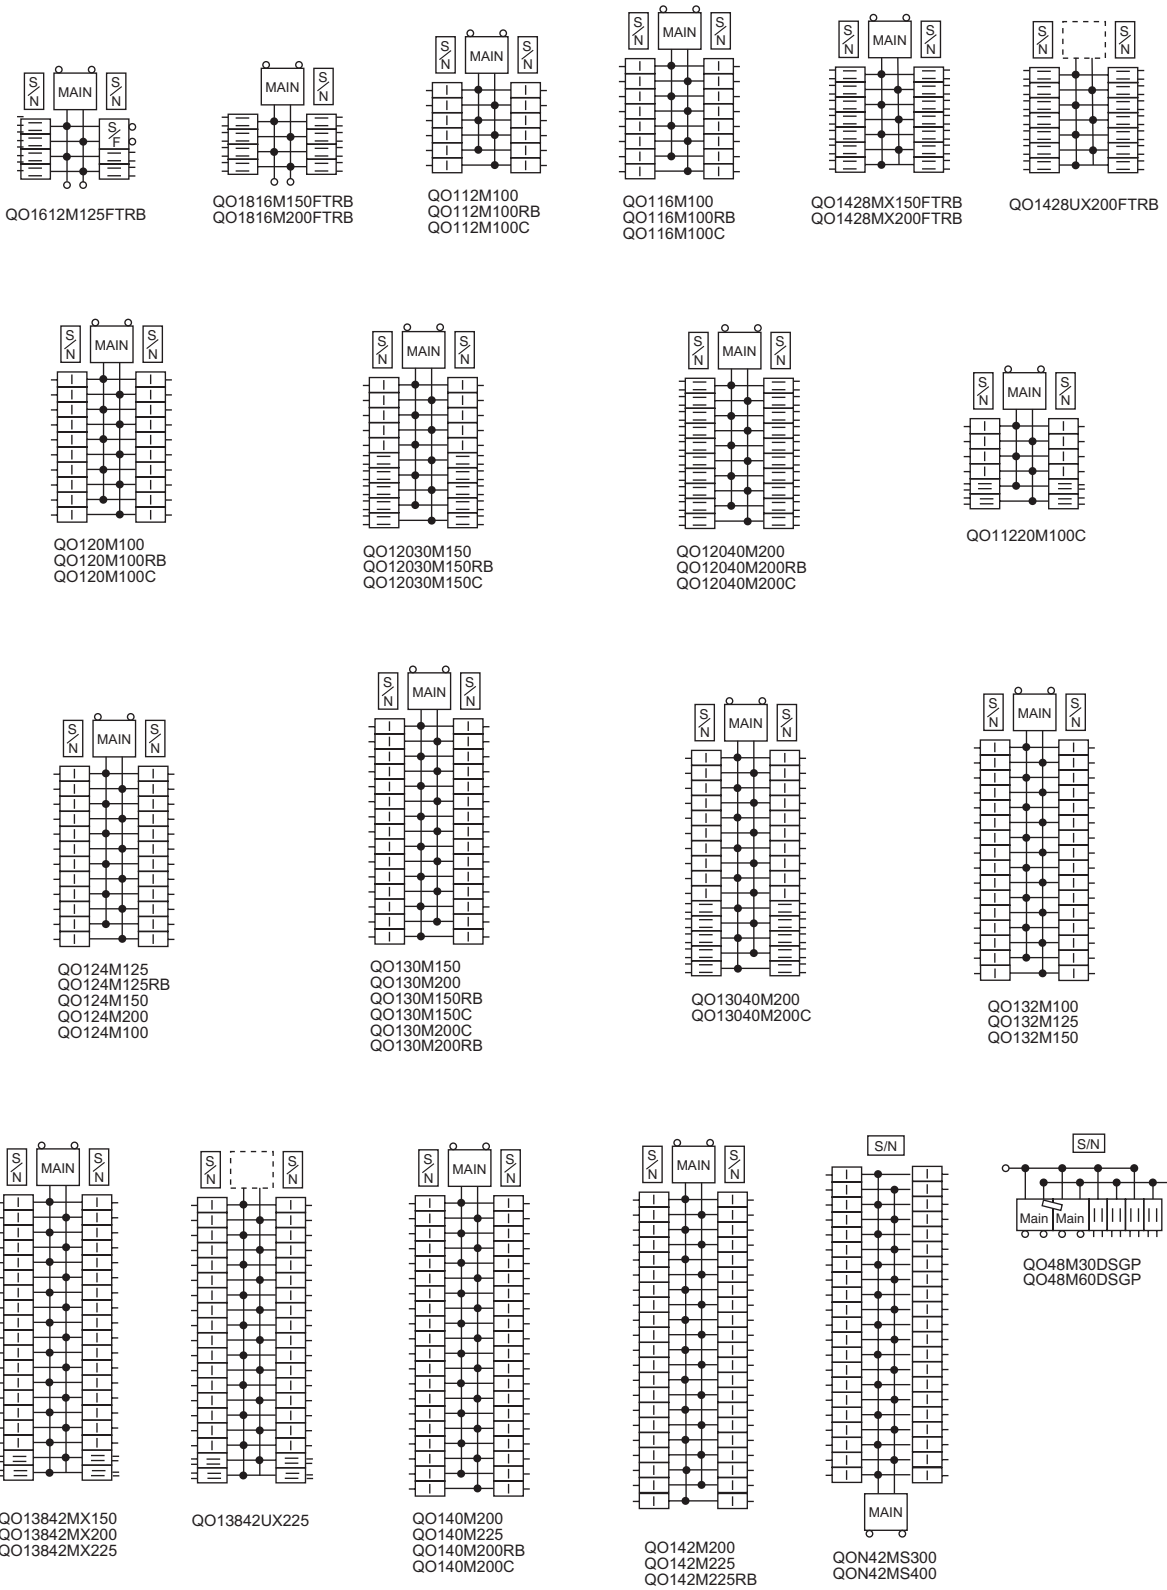 S/N
MAIN
S/N
S/F
QO1612M125FTRB
MAIN
S/N
QO1816M150FTRB
QO1816M200FTRB
S/N
MAIN
S/N
QO112M100
QO112M100RB
QO112M100C
S/N
MAIN
S/N
QO116M100
QO116M100RB
QO116M100C
S/N
MAIN
S/N
QO1428MX150FTRB
QO1428MX200FTRB
S/N
S/N
QO1428UX200FTRB
S/N
MAIN
S/N
QO120M100
QO120M100RB
QO120M100C
S/N
MAIN
S/N
QO12030M150
QO12030M150RB
QO12030M150C
S/N
MAIN
S/N
QO12040M200
QO12040M200RB
QO12040M200C
S/N
MAIN
S/N
QO11220M100C
S/N
MAIN
S/N
QO124M125
QO124M125RB
QO124M150
QO124M200
QO124M100
S/N
MAIN
S/N
QO130M150
QO130M200
QO130M150RB
QO130M150C
QO130M200C
QO130M200RB
S/N
MAIN
S/N
QO13040M200
QO13040M200C
S/N
MAIN
S/N
QO132M100
QO132M125
QO132M150
S/N
MAIN
S/N
QO13842MX150
QO13842MX200
QO13842MX225
S/N
S/N
QO13842UX225
S/N
MAIN
S/N
QO140M200
QO140M225
QO140M200RB
QO140M200C
S/N
MAIN
S/N
QO142M200
QO142M225
QO142M225RB
S/N
MAIN
QON42MS300
QON42MS400
S/N
Main
Main
QO48M30DSGP
QO48M60DSGP